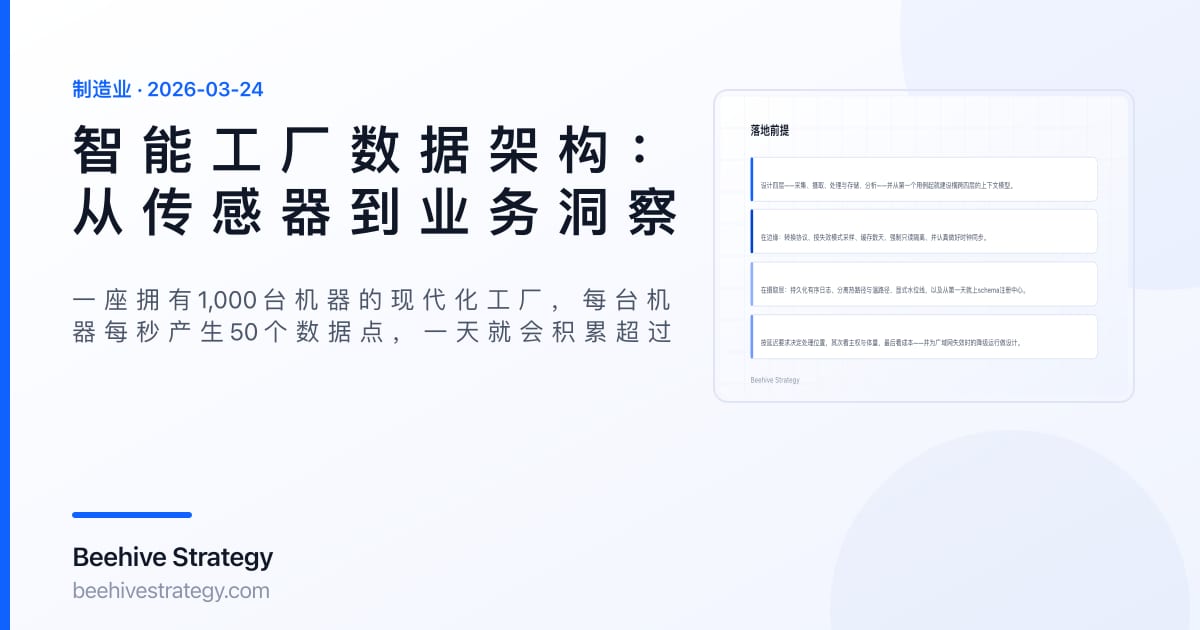 制造业 · 2026-03-24
智能工厂数据架构：
从传感器到业务洞察
一座拥有1,000台机器的现代化工厂，每台机
器每秒产生50个数据点，一天就会积累超过
落地前提
设计四层——采集、摄取、处理与存储、分析——并从第一个用例起就建设横跨四层的上下文模型。
在边缘：转换协议、按失效模式采样、缓存数天、强制只读隔离、并认真做好时钟同步。
在摄取层：持久化有序日志、分离热路径与温路径、显式水位线、以及从第一天就上schema注册中心。
按延迟要求决定处理位置，其次看主权与体量，最后看成本——并为广域网失效时的降级运行做设计。
Beehive Strategy
Beehive Strategy
beehivestrategy.com